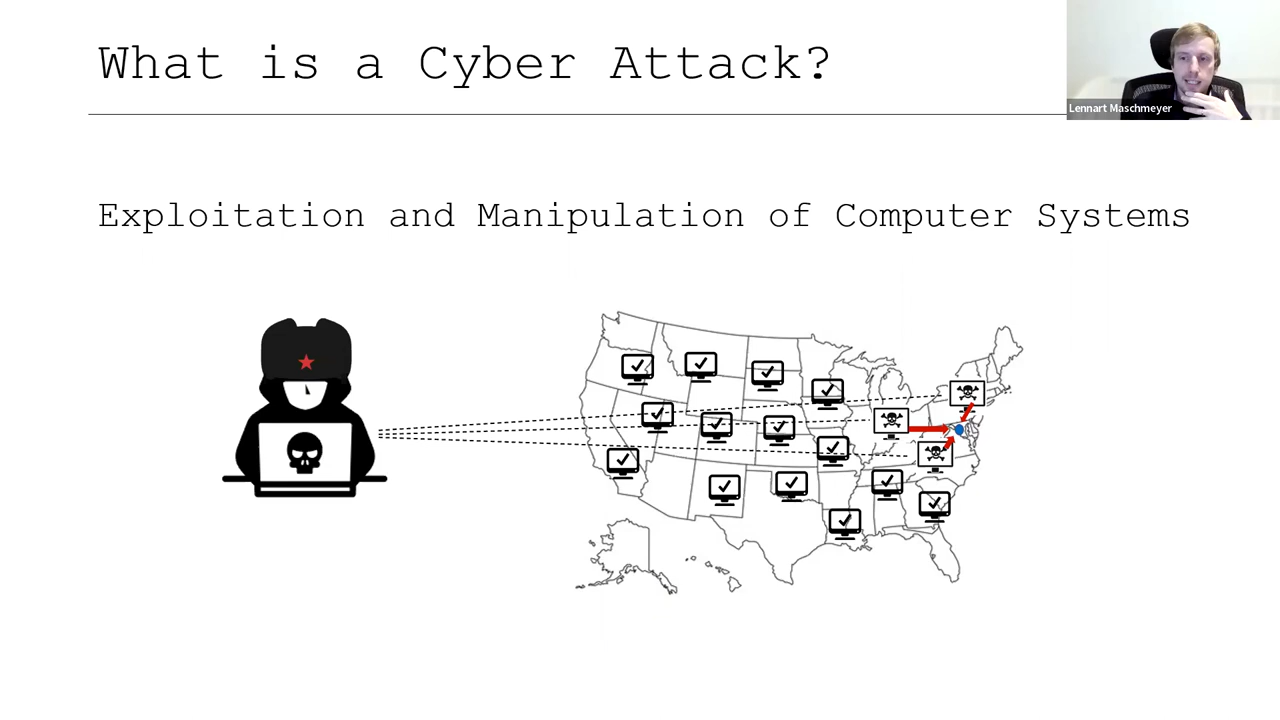 What is a Cyber Attack?
Lennart Maschmeyer
Exploitation and Manipulation of Computer Systems